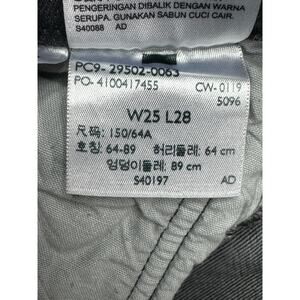 PENGERINGAN DIBALIK DENGAN WARNA
SERUPA. GUNAKAN SABUN CUCI CAIR.
S40088 AD
PC9- 29502-0063
PO- 4100417455 CW- 0119
5096
W25 L28
尺码: 150/64A
호칭: 64-89 허리둘레: 64 cm
엉덩이둘레: 89 cm
S40197 AD